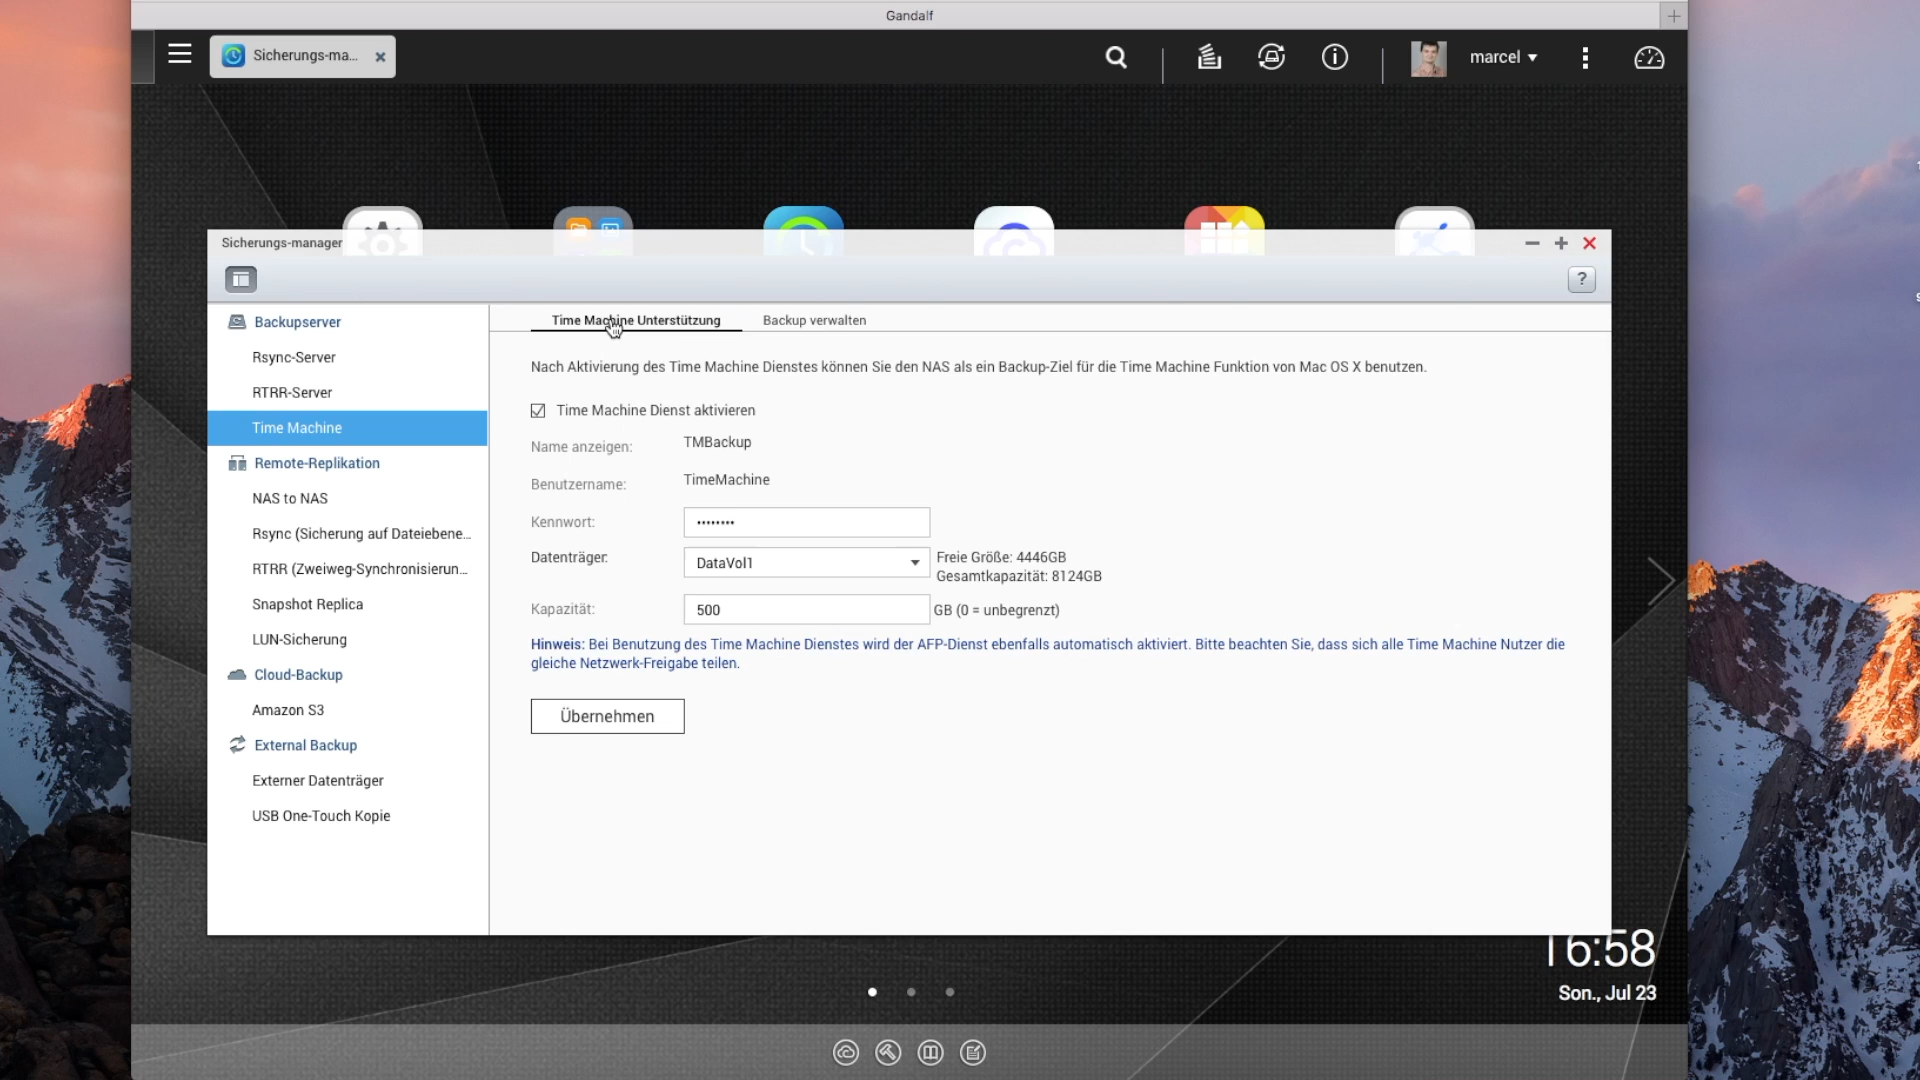 Gandalf
Sicherungs-ma...
marcel
Sicherungs-manager
?
Backupserver
Rsync-Server
RTRR-Server
Time Machine
Remote-Replikation
NAS to NAS
Rsync (Sicherung auf Dateiebene...
RTRR (Zweiweg-Synchronisierun...
Snapshot Replica
LUN-Sicherung
Cloud-Backup
Amazon S3
External Backup
Externer Datenträger
USB One-Touch Kopie
Time Machine Unterstützung
Backup verwalten
Nach Aktivierung des Time Machine Dienstes können Sie den NAS als ein Backup-Ziel für die Time Machine Funktion von Mac OS X benutzen.
Time Machine Dienst aktivieren
Name anzeigen: TMBackup
Benutzername: TimeMachine
Kennwort: ••••••••
Datenträger: DataVol1 Freie Größe: 4446GB
Gesamtkapazität: 8124GB
Kapazität: 500 GB (0 = unbegrenzt)
Hinweis: Bei Benutzung des Time Machine Dienstes wird der AFP-Dienst ebenfalls automatisch aktiviert. Bitte beachten Sie, dass sich alle Time Machine Nutzer die
gleiche Netzwerk-Freigabe teilen.
Übernehmen
16:58
Son., Jul 23